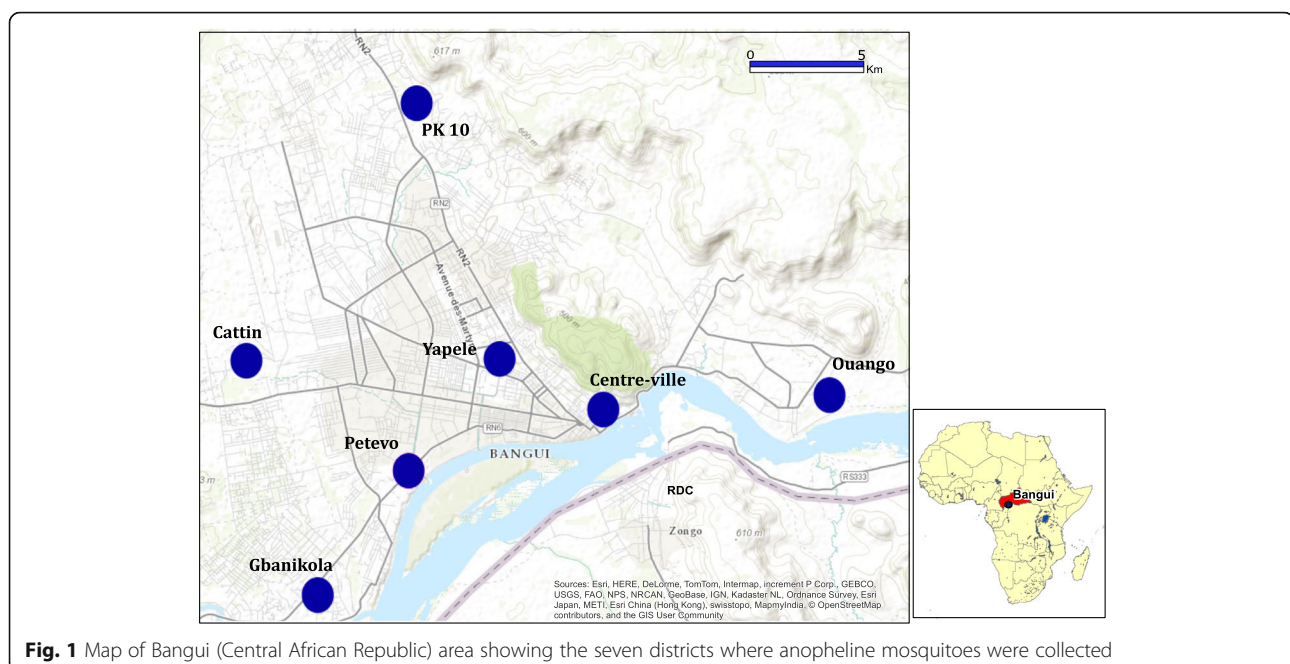 RN2
617 m
0 5
Km
PK 10
600 m
RN2
RN2
Avenue-des-Martyrs
500 m
Cattin
Yapele
Centre-ville
Ouango
Petevo
RN6
BANGUI
RS333
RDC
Zongo
610 m
Gbanikola
Sources: Esri, HERE, DeLorme, TomTom, Intermap, increment P Corp., GEBCO,
USGS, FAO, NPS, NRCAN, GeoBase, IGN, Kadaster NL, Ordnance Survey, Esri
Japan, METI, Esri China (Hong Kong), swisstopo, MapmyIndia, © OpenStreetMap
contributors, and the GIS User Community
Bangui
Fig. 1 Map of Bangui (Central African Republic) area showing the seven districts where anopheline mosquitoes were collected